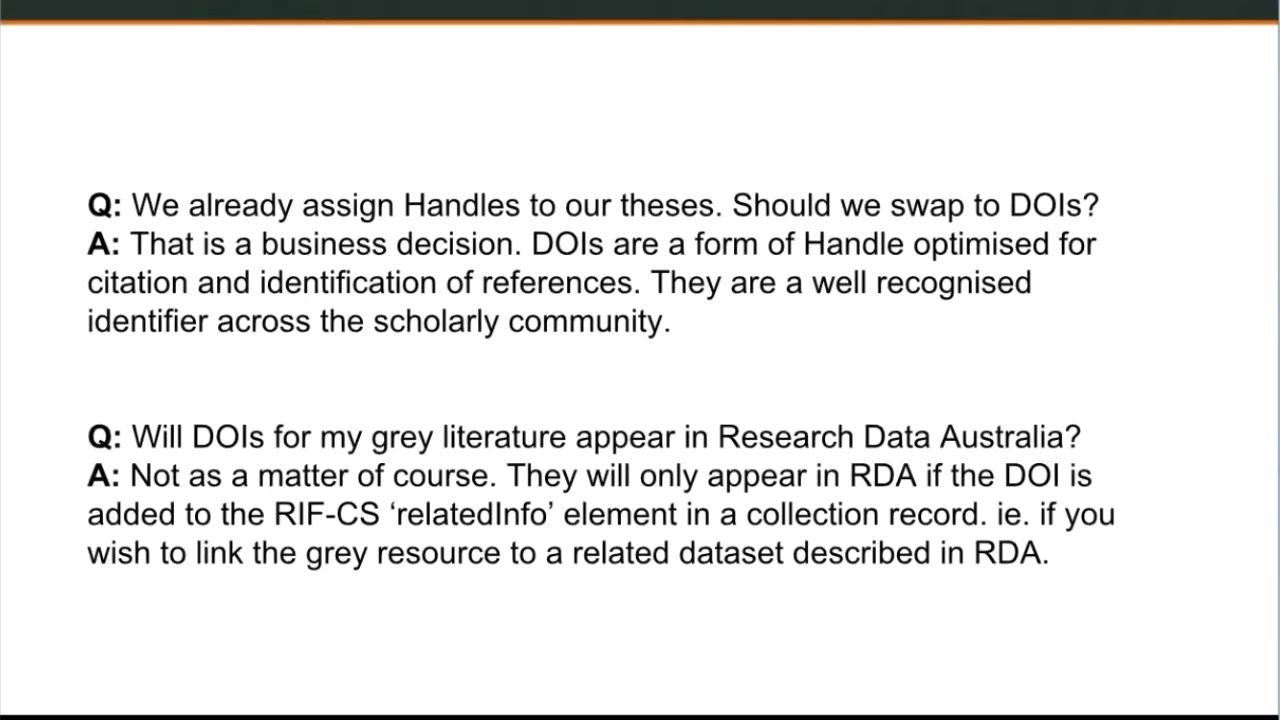 Q: We already assign Handles to our theses. Should we swap to DOIs?
A: That is a business decision. DOIs are a form of Handle optimised for
citation and identification of references. They are a well recognised
identifier across the scholarly community.
Q: Will DOIs for my grey literature appear in Research Data Australia?
A: Not as a matter of course. They will only appear in RDA if the DOI is
added to the RIF-CS ‘relatedInfo’ element in a collection record. ie. if you
wish to link the grey resource to a related dataset described in RDA.